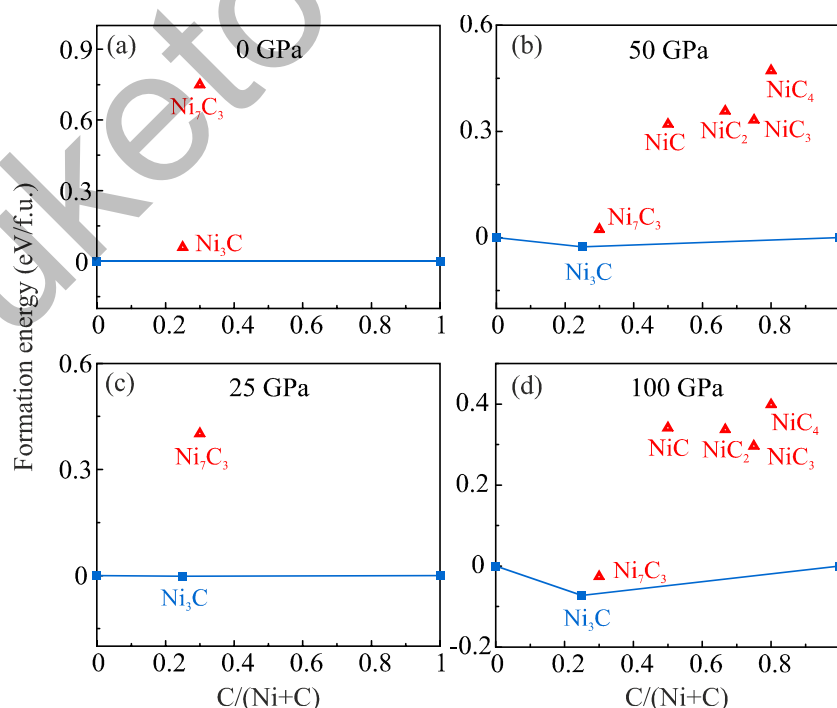 uketo
Formation energy (eV/f.u.)
(a)
0 GPa
0.9
0.6
0.3
0
Ni₇C₃
Ni₃C
0 0.2 0.4 0.6 0.8 1
(b)
50 GPa
0.6
0.3
0
NiC₄
NiC
NiC₂
NiC₃
Ni₇C₃
Ni₃C
0 0.2 0.4 0.6 0.8
(c)
25 GPa
0.6
0.3
0
Ni₇C₃
Ni₃C
0 0.2 0.4 0.6 0.8 1
C/(Ni+C)
(d)
100 GPa
0.4
0.2
0
-0.2
NiC₄
NiC
NiC₂
NiC₃
Ni₇C₃
Ni₃C
0 0.2 0.4 0.6 0.8
C/(Ni+C)